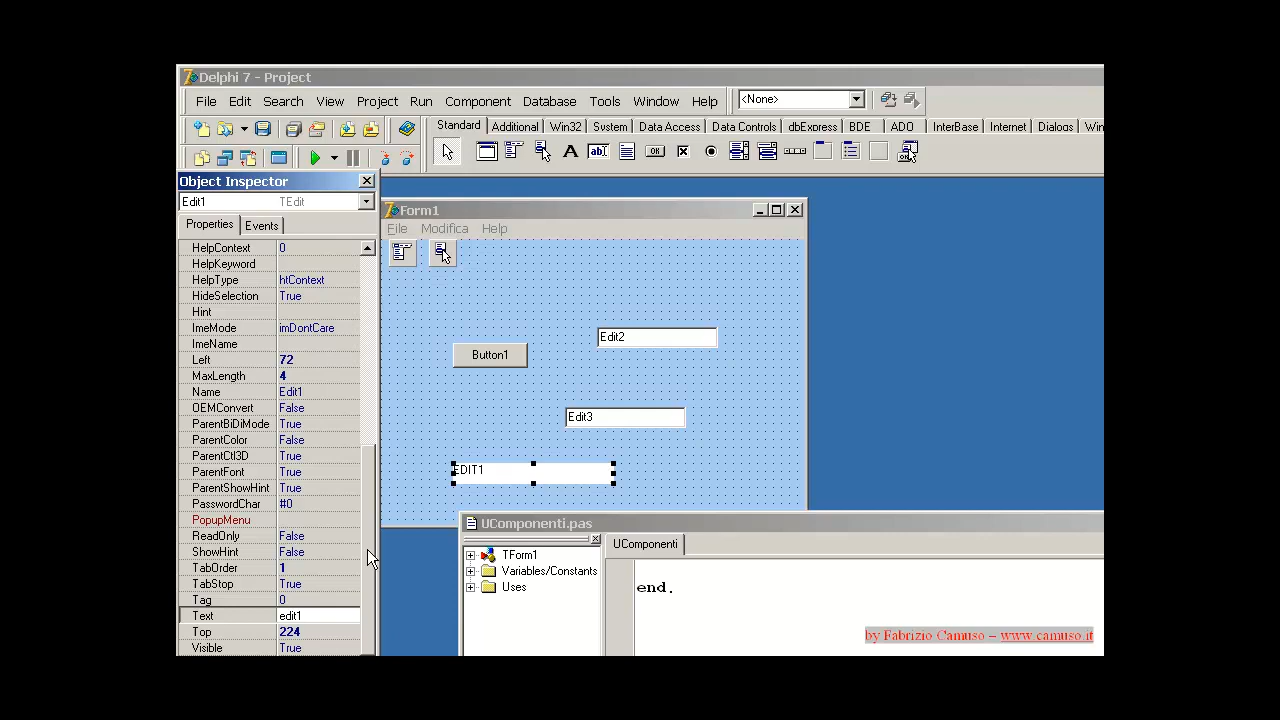 Delphi 7 - Project
File Edit Search View Project Run Component Database Tools Window Help <None>
Standard Additional Win32 System Data Access Data Controls dbExpress BDE ADO InterBase Internet Dialogs Win
Object Inspector
Edit1 TEdit
Properties Events
HelpContext 0
HelpKeyword
HelpType htContext
HideSelection True
Hint
ImeMode imDontCare
ImeName
Left 72
MaxLength 4
Name Edit1
OEMConvert False
ParentBiDiMode True
ParentColor False
ParentCtl3D True
ParentFont True
ParentShowHint True
PasswordChar #0
PopupMenu
ReadOnly False
ShowHint False
TabOrder 1
TabStop True
Tag 0
Text edit1
Top 224
Visible True
Form1
File Modifica Help
Edit2
Button1
Edit3
EDIT1
UComponenti.pas
TForm1
Variables/Constants
Uses
UComponenti
end.
by Fabrizio Camuso – www.camuso.it